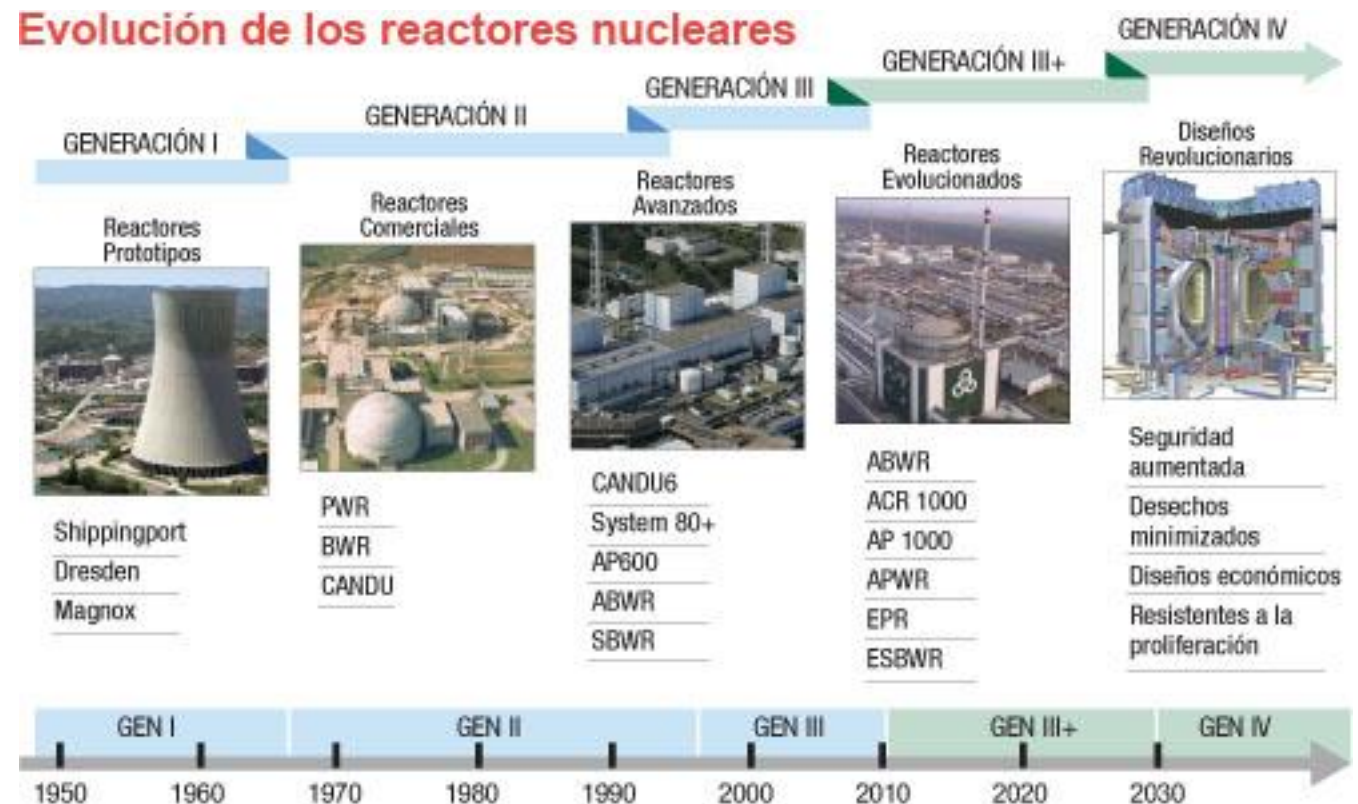 Evolución de los reactores nucleares
GENERACIÓN I
GENERACIÓN II
GENERACIÓN III
GENERACIÓN III+
GENERACIÓN IV
Reactores
Prototipos
Shippingport
Dresden
Magnox
Reactores
Comerciales
PWR
BWR
CANDU
Reactores
Avanzados
CANDU6
System 80+
AP600
ABWR
SBWR
Reactores
Evolucionados
ABWR
ACR 1000
AP 1000
APWR
EPR
ESBWR
Diseños
Revolucionarios
Seguridad
aumentada
Desechos
minimizados
Diseños económicos
Resistentes a la
proliferación
GEN I
GEN II
GEN III
GEN III+
GEN IV
1950 1960 1970 1980 1990 2000 2010 2020 2030